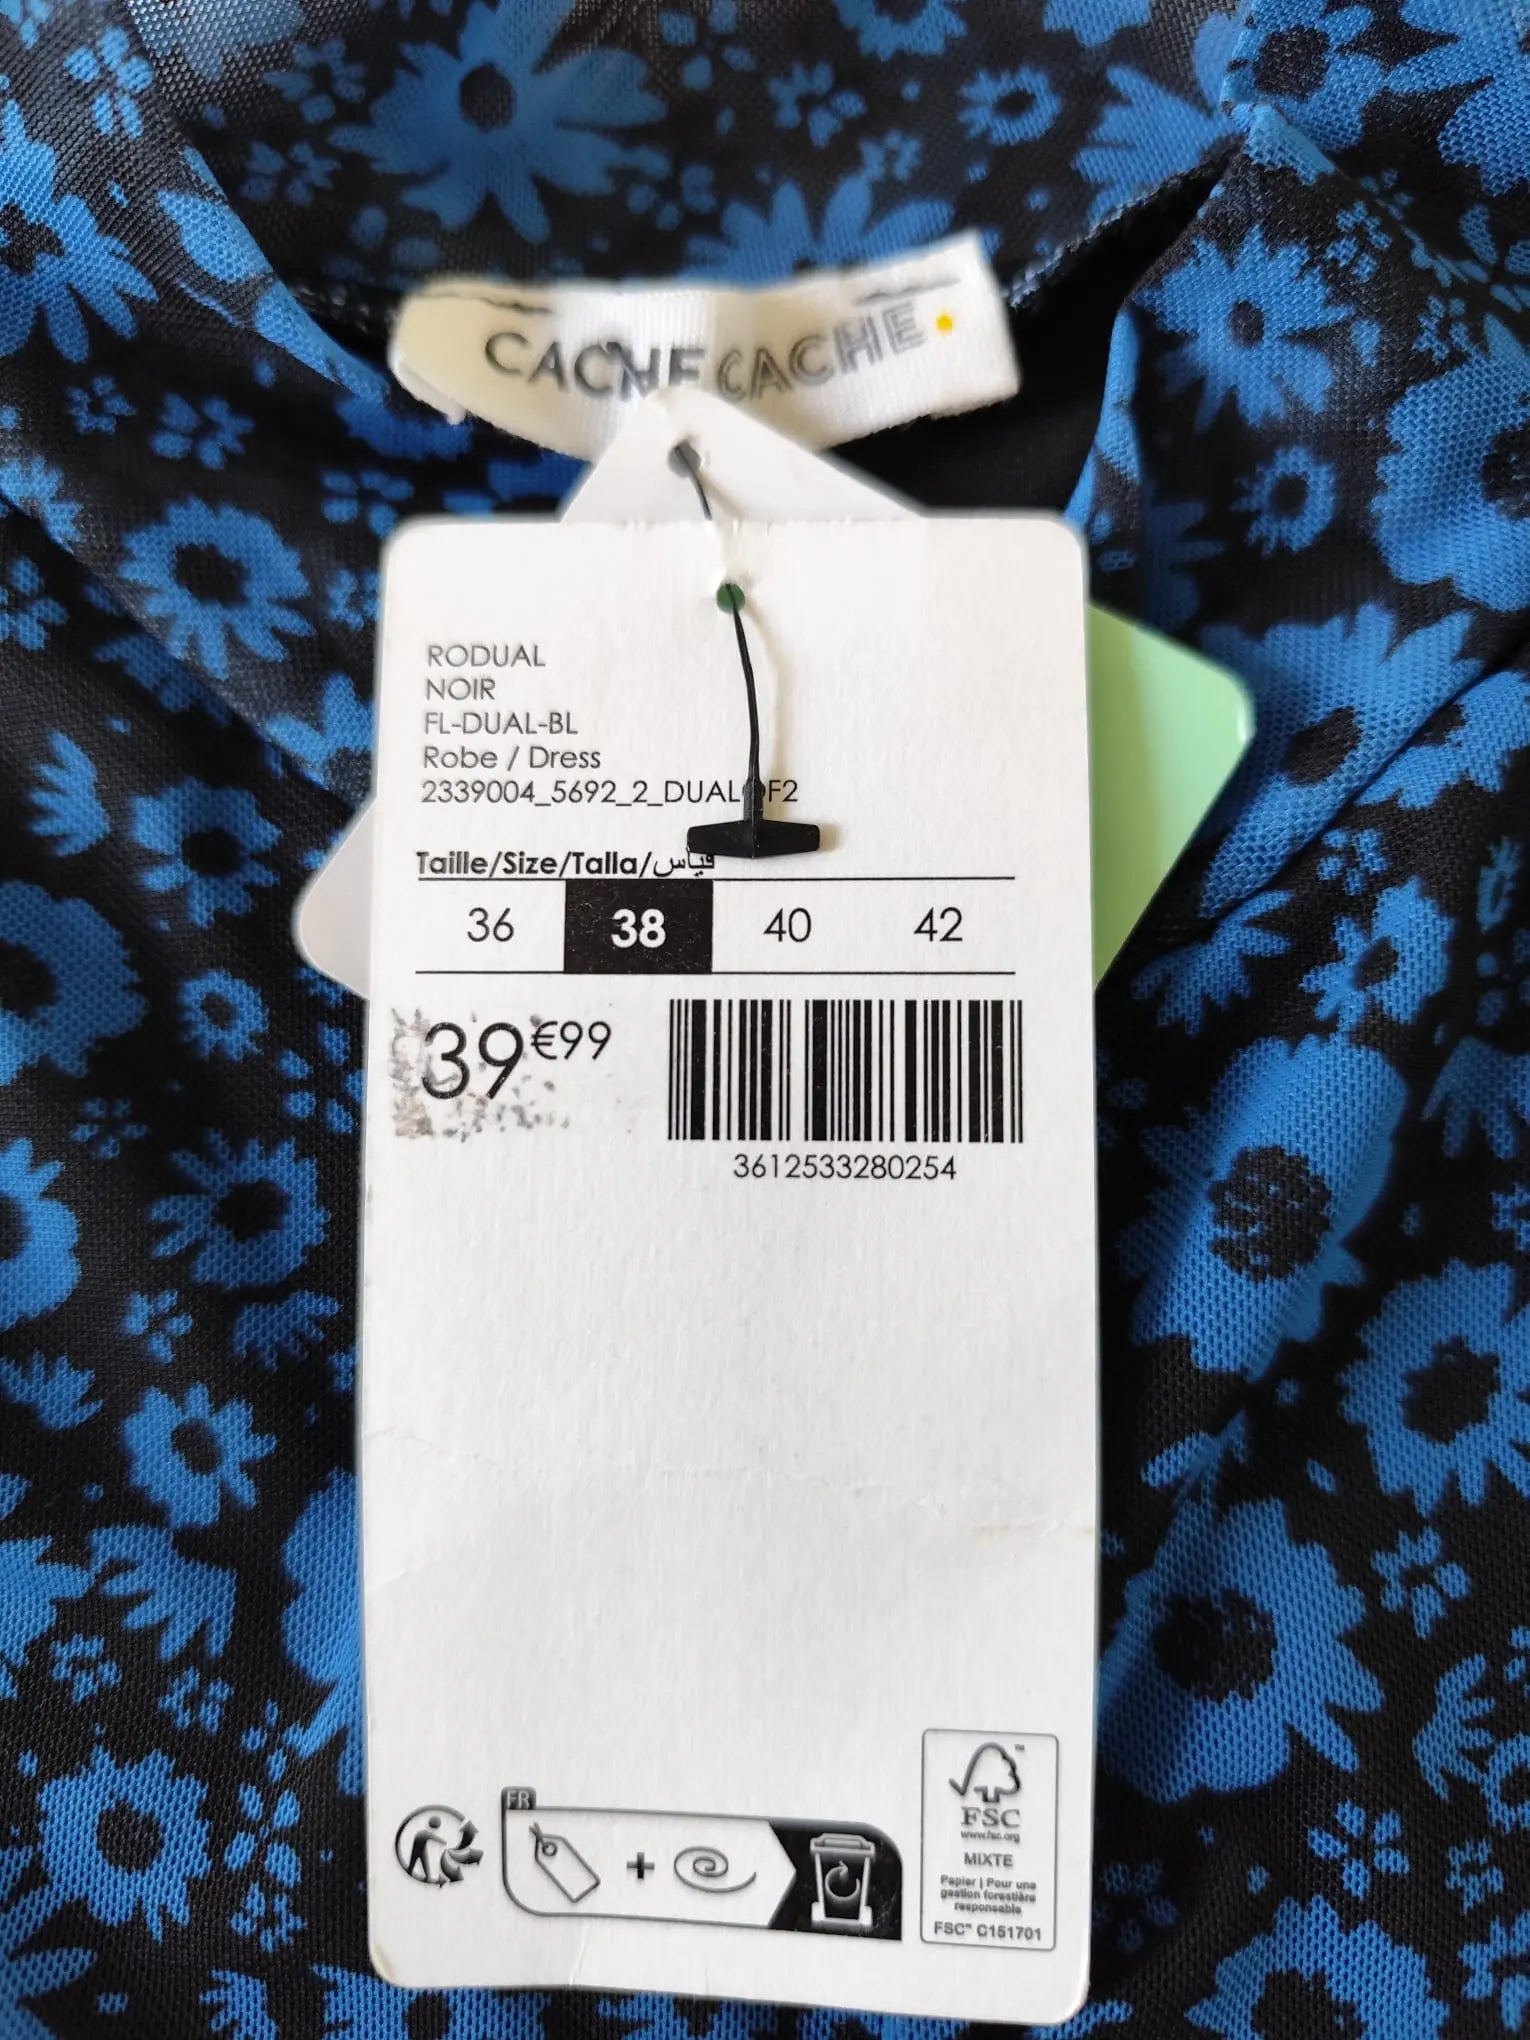 CACHE CACHE
RODUAL
NOIR
FL-DUAL-BL
Robe / Dress
2339004_5692_2_DUAL F2
Taille/Size/Talla/قياس
36 38 40 42
39€99
3612533280254
FR
+
FSC
www.fsc.org
MIXTE
Papier | Pour une
gestion forestière
responsable
FSC™ C151701